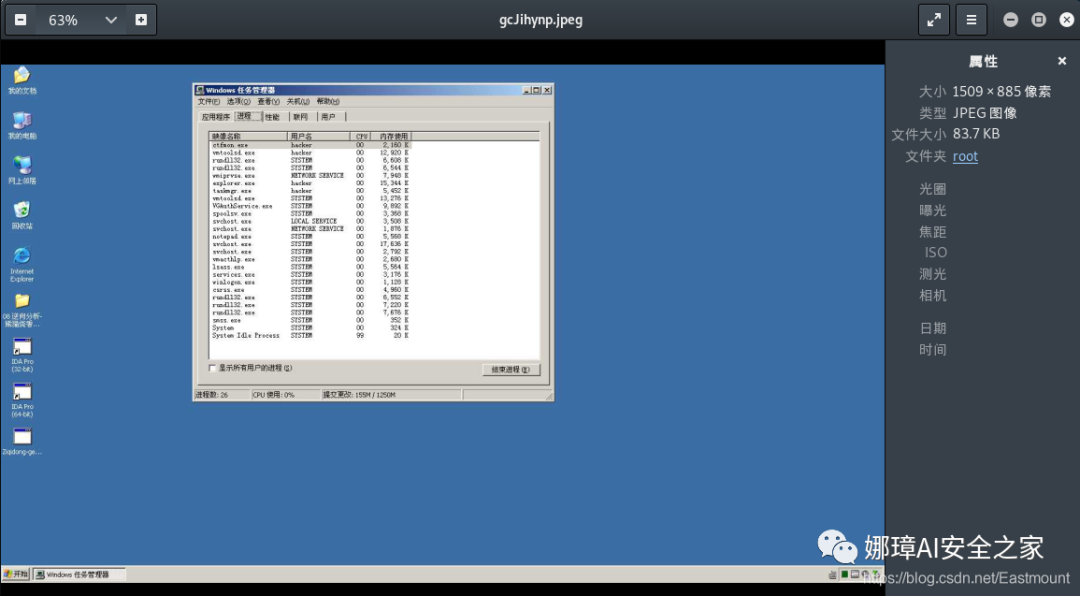 63%
gcJihynp.jpeg
属性
大小 1509 × 885 像素
类型 JPEG 图像
文件大小 83.7 KB
文件夹 root
光圈
曝光
焦距
ISO
测光
相机
日期
时间
我的文档
我的电脑
网上邻居
回收站
Internet
Explorer
IDA Pro
(32-bit)
IDA Pro
(64-bit)
Windows 任务管理器
文件(F) 选项(O) 查看(V) 关机(U) 帮助(H)
应用程序 进程 性能 联网 用户
映像名称 用户名 CPU 内存使用
ctfmon.exe hacker 00 2,160 K
vmtoolsd.exe hacker 00 12,920 K
rundll32.exe SYSTEM 00 6,608 K
rundll32.exe SYSTEM 00 6,544 K
wmiprvse.exe NETWORK SERVICE 00 7,948 K
explorer.exe hacker 00 15,344 K
taskmgr.exe hacker 00 5,452 K
vmtoolsd.exe SYSTEM 00 13,276 K
VGAuthService.exe SYSTEM 00 9,892 K
spoolsv.exe SYSTEM 00 3,368 K
svchost.exe LOCAL SERVICE 00 3,508 K
svchost.exe NETWORK SERVICE 00 1,876 K
notepad.exe SYSTEM 00 5,568 K
svchost.exe SYSTEM 00 17,636 K
svchost.exe SYSTEM 00 2,792 K
vmacthlp.exe SYSTEM 00 2,680 K
lsass.exe SYSTEM 00 5,564 K
services.exe SYSTEM 00 3,176 K
winlogon.exe SYSTEM 00 1,128 K
csrss.exe SYSTEM 00 4,960 K
rundll32.exe SYSTEM 00 6,552 K
rundll32.exe SYSTEM 00 7,220 K
rundll32.exe SYSTEM 00 7,676 K
smss.exe SYSTEM 00 352 K
System SYSTEM 00 324 K
System Idle Process SYSTEM 99 20 K
显示所有用户的进程(S)
结束进程(E)
进程数: 26 CPU 使用: 0% 提交更改: 155M / 1250M
开始 Windows 任务管理器
娜璋AI安全之家
https://blog.csdn.net/Eastmount